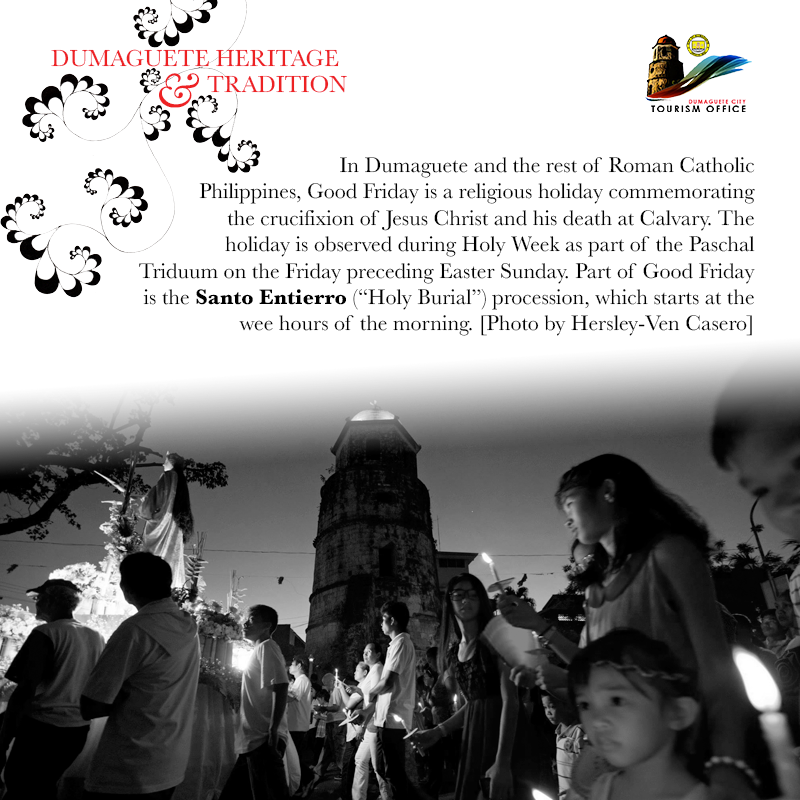 DUMAGUETE HERITAGE
& TRADITION
DUMAGUETE CITY
TOURISM OFFICE
In Dumaguete and the rest of Roman Catholic
Philippines, Good Friday is a religious holiday commemorating
the crucifixion of Jesus Christ and his death at Calvary. The
holiday is observed during Holy Week as part of the Paschal
Triduum on the Friday preceding Easter Sunday. Part of Good Friday
is the Santo Entierro (“Holy Burial”) procession, which starts at the
wee hours of the morning. [Photo by Hersley-Ven Casero]